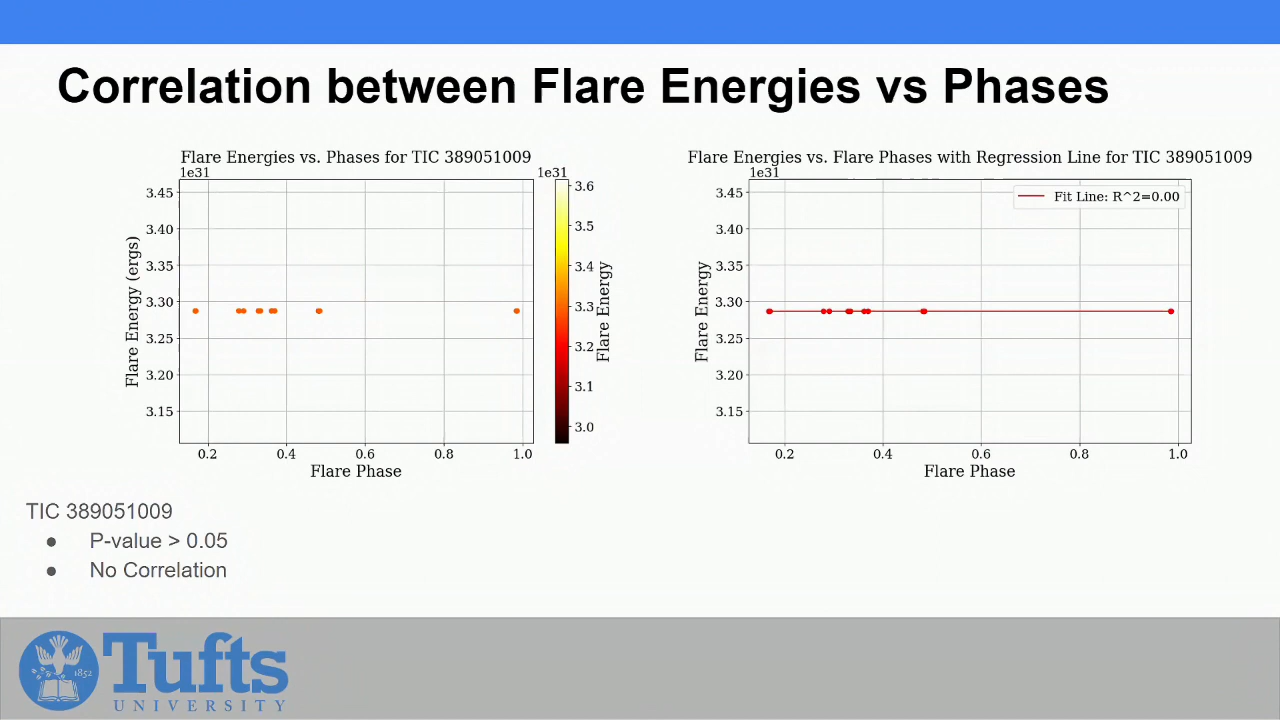 Correlation between Flare Energies vs Phases
Flare Energies vs. Phases for TIC 389051009
1e31
1e31
3.45
3.40
3.35
3.30
3.25
3.20
3.15
Flare Energy (ergs)
0.2 0.4 0.6 0.8 1.0
Flare Phase
3.6
3.5
3.4
3.3
3.2
3.1
3.0
Flare Energy
Flare Energies vs. Flare Phases with Regression Line for TIC 389051009
1e31
Fit Line: R^2=0.00
3.45
3.40
3.35
3.30
3.25
3.20
3.15
Flare Energy
0.2 0.4 0.6 0.8 1.0
Flare Phase
TIC 389051009
● P-value > 0.05
● No Correlation
1852
Tufts
UNIVERSITY